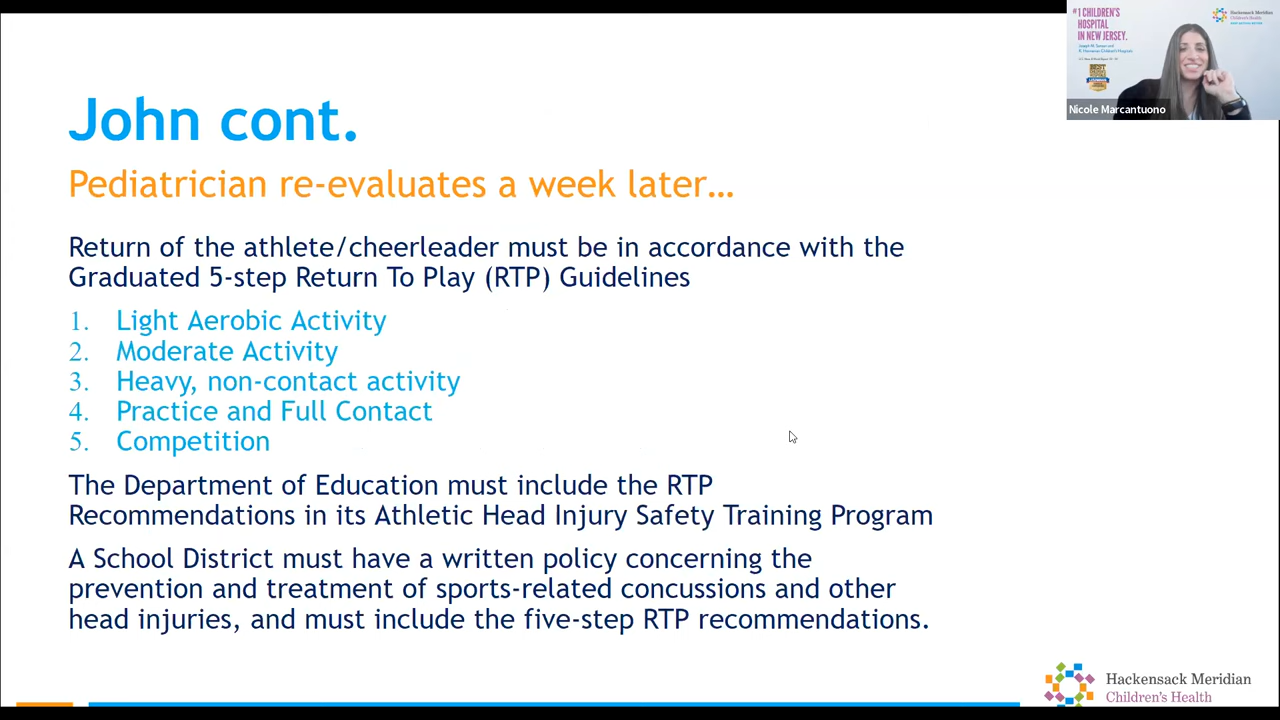 John cont.
Pediatrician re-evaluates a week later…
Return of the athlete/cheerleader must be in accordance with the
Graduated 5-step Return To Play (RTP) Guidelines
1. Light Aerobic Activity
2. Moderate Activity
3. Heavy, non-contact activity
4. Practice and Full Contact
5. Competition
The Department of Education must include the RTP
Recommendations in its Athletic Head Injury Safety Training Program
A School District must have a written policy concerning the
prevention and treatment of sports-related concussions and other
head injuries, and must include the five-step RTP recommendations.
Hackensack Meridian
Children's Health
#1 CHILDREN'S
HOSPITAL
IN NEW JERSEY.
Hackensack Meridian
Children's Health
BEST
Nicole Marcantuono